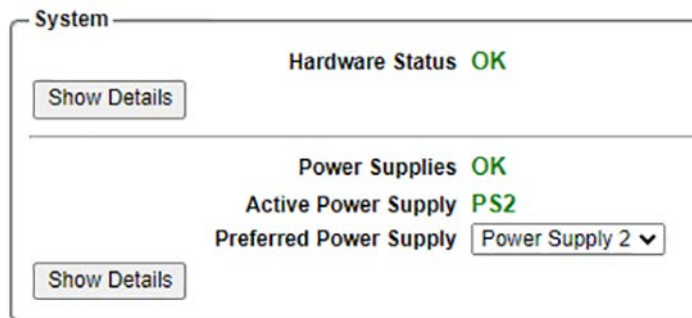 System
Hardware Status OK
Show Details
Power Supplies OK
Active Power Supply PS2
Preferred Power Supply Power Supply 2
Show Details